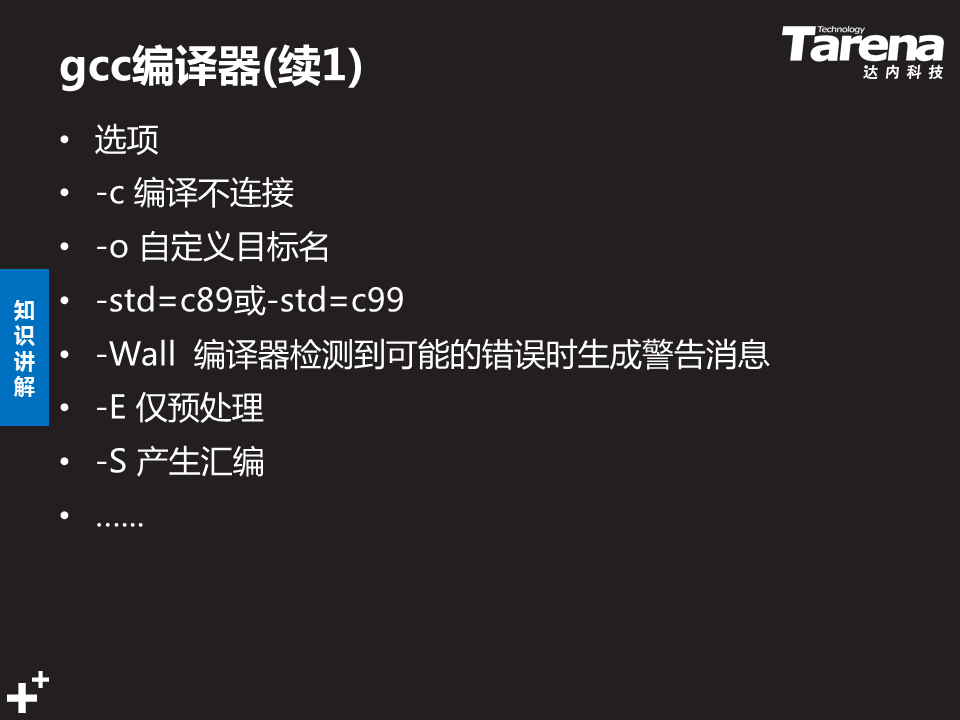 gcc编译器(续1)
Technology
Tarena
达内科技
• 选项
• -c 编译不连接
• -o 自定义目标名
• -std=c89或-std=c99
• -Wall 编译器检测到可能的错误时生成警告消息
• -E 仅预处理
• -S 产生汇编
• ......
知
识
讲
解